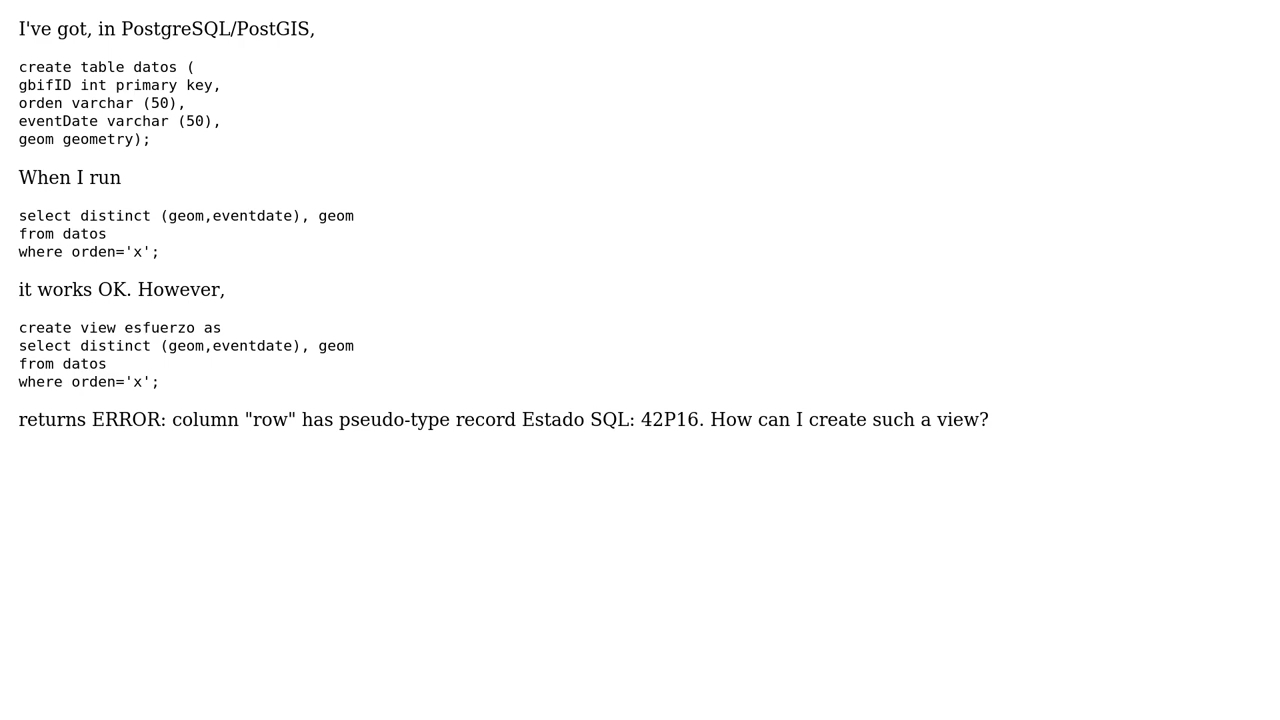 I've got, in PostgreSQL/PostGIS,
create table datos (
gbifID int primary key,
orden varchar (50),
eventDate varchar (50),
geom geometry);
When I run
select distinct (geom,eventdate), geom
from datos
where orden='x';
it works OK. However,
create view esfuerzo as
select distinct (geom,eventdate), geom
from datos
where orden='x';
returns ERROR: column "row" has pseudo-type record Estado SQL: 42P16. How can I create such a view?